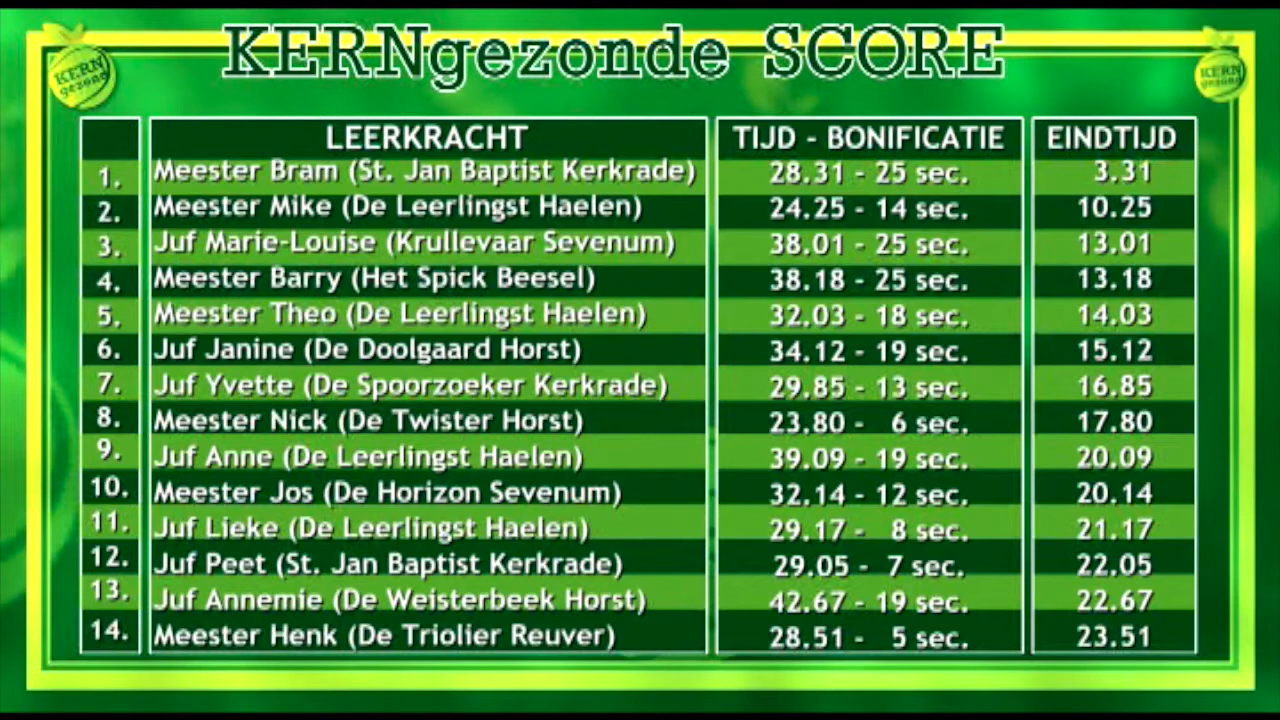 KERNgezonde SCORE
KERN
gezond
KERN
gezond
LEERKRACHT TIJD - BONIFICATIE EINDTIJD
1. Meester Bram (St. Jan Baptist Kerkrade) 28.31 - 25 sec. 3.31
2. Meester Mike (De Leerlingst Haelen) 24.25 - 14 sec. 10.25
3. Juf Marie-Louise (Krullevaar Sevenum) 38.01 - 25 sec. 13.01
4. Meester Barry (Het Spick Beesel) 38.18 - 25 sec. 13.18
5. Meester Theo (De Leerlingst Haelen) 32.03 - 18 sec. 14.03
6. Juf Janine (De Doolgaard Horst) 34.12 - 19 sec. 15.12
7. Juf Yvette (De Spoorzoeker Kerkrade) 29.85 - 13 sec. 16.85
8. Meester Nick (De Twister Horst) 23.80 - 6 sec. 17.80
9. Juf Anne (De Leerlingst Haelen) 39.09 - 19 sec. 20.09
10. Meester Jos (De Horizon Sevenum) 32.14 - 12 sec. 20.14
11. Juf Lieke (De Leerlingst Haelen) 29.17 - 8 sec. 21.17
12. Juf Peet (St. Jan Baptist Kerkrade) 29.05 - 7 sec. 22.05
13. Juf Annemie (De Weisterbeek Horst) 42.67 - 19 sec. 22.67
14. Meester Henk (De Triolier Reuver) 28.51 - 5 sec. 23.51